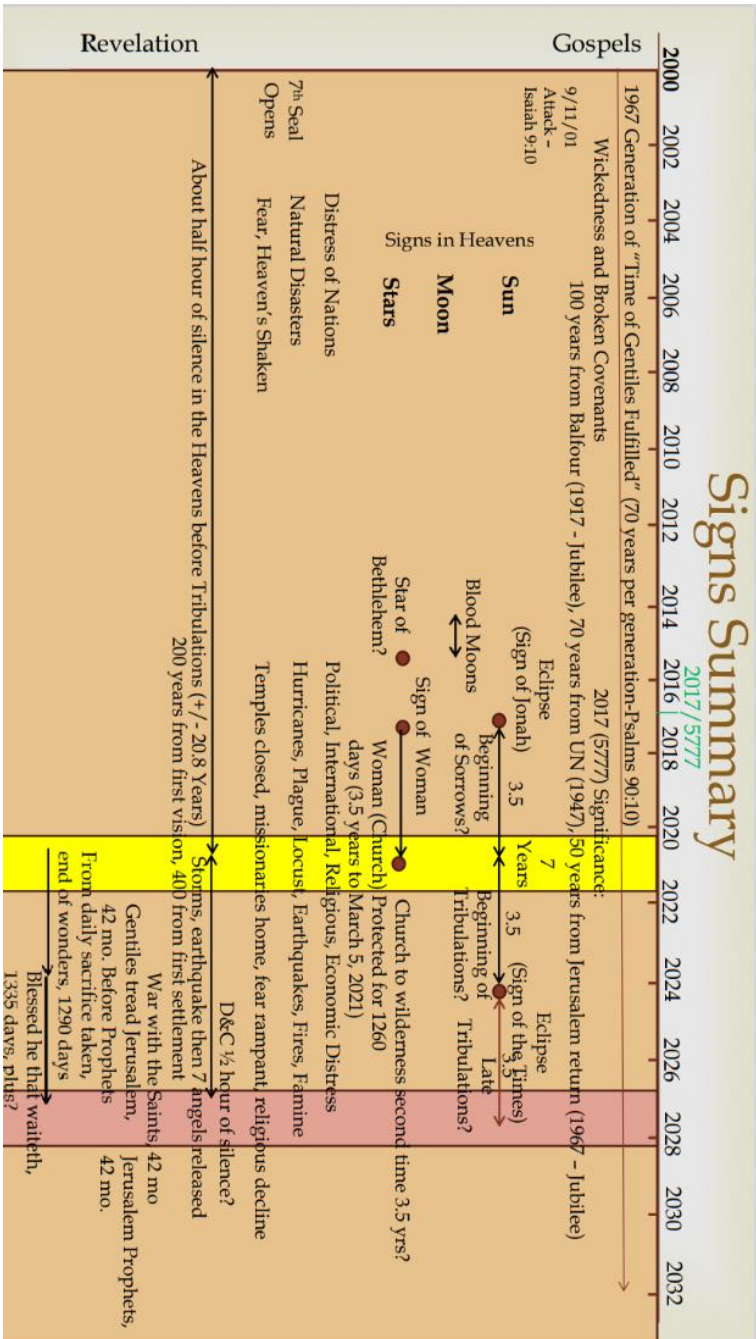 Signs Summary
2017/5777
2000 2002 2004 2006 2008 2010 2012 2014 2016 2018 2020 2022 2024 2026 2028 2030 2032
Gospels
1967 Generation of "Time of Gentiles Fulfilled" (70 years per generation-Psalms 90:10)
Wickedness and Broken Covenants
2017 (5777) Significance:
9/11/01
Attack –
Isaiah 9:10
100 years from Balfour (1917 - Jubilee), 70 years from UN (1947), 50 years from Jerusalem return (1967 – Jubilee)
Signs in Heavens
Sun
Moon
Stars
Eclipse
(Sign of Jonah)
3.5
7
Years
3.5
Eclipse
(Sign of the Times)
3.5
Beginning
of Sorrows?
Beginning of
Tribulations?
Late
Tribulations?
Blood Moons
Star of
Bethlehem?
Sign of Woman
Church to wilderness second time 3.5 yrs?
Woman (Church) Protected for 1260
days (3.5 years to March 5, 2021)
Distress of Nations
Political, International, Religious, Economic Distress
7th Seal
Opens
Natural Disasters
Hurricanes, Plague, Locust, Earthquakes, Fires, Famine
Fear, Heaven's Shaken
Temples closed, missionaries home, fear rampant, religious decline
D&C ½ hour of silence?
Revelation
About half hour of silence in the Heavens before Tribulations (+/- 20.8 Years)
Storms, earthquake then 7 angels released
200 years from first vision, 400 from first settlement
War with the Saints, 42 mo
Gentiles tread Jerusalem,
42 mo. Before Prophets
Jerusalem Prophets,
42 mo.
From daily sacrifice taken,
end of wonders, 1290 days
Blessed he that waiteth,
1335 days, plus?